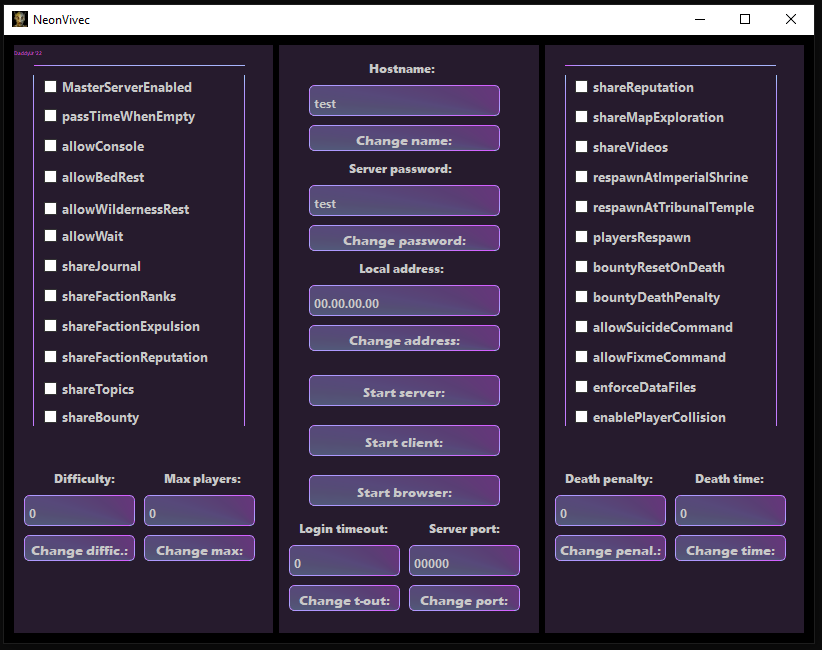 NeonVivec
MasterServerEnabled
passTimeWhenEmpty
allowConsole
allowBedRest
allowWildernessRest
allowWait
shareJournal
shareFactionRanks
shareFactionExpulsion
shareFactionReputation
shareTopics
shareBounty
Difficulty:
Max players:
0
0
Change diffic.:
Change max:
Hostname:
test
Change name:
Server password:
test
Change password:
Local address:
00.00.00.00
Change address:
Start server:
Start client:
Start browser:
Login timeout:
Server port:
0
00000
Change t-out:
Change port:
shareReputation
shareMapExploration
shareVideos
respawnAtImperialShrine
respawnAtTribunalTemple
playersRespawn
bountyResetOnDeath
bountyDeathPenalty
allowSuicideCommand
allowFixmeCommand
enforceDataFiles
enablePlayerCollision
Death penalty:
Death time:
0
0
Change penal.:
Change time: